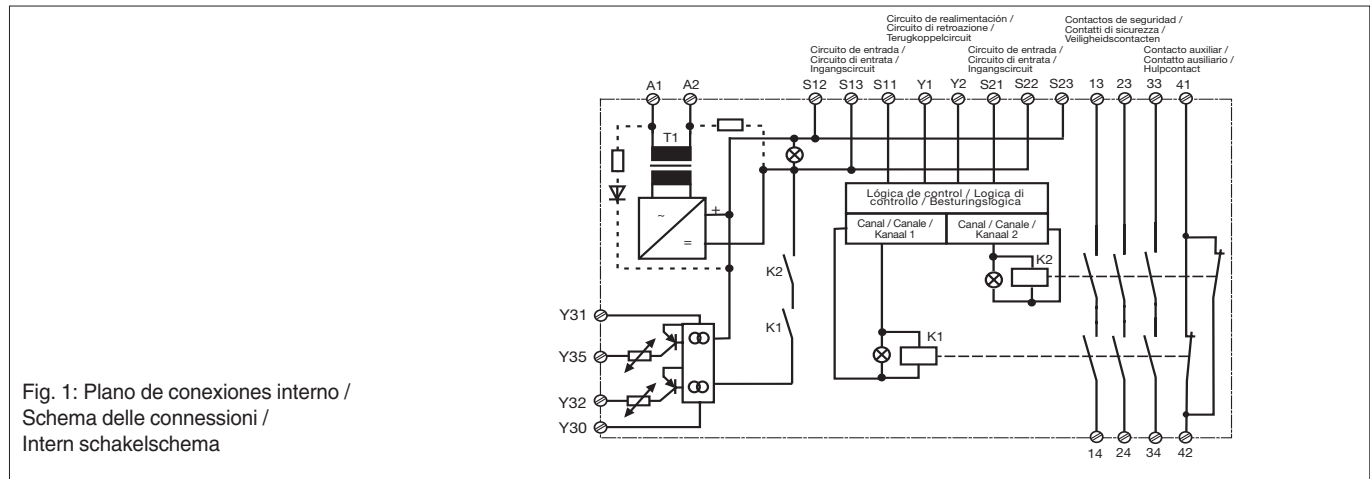 Circuito de realimentación /
Circuito di retroazione /
Terugkoppelcircuit
Contactos de seguridad /
Contatti di sicurezza /
Veiligheidscontacten
Circuito de entrada /
Circuito di entrata /
Ingangscircuit
Circuito de entrada /
Circuito di entrata /
Ingangscircuit
Contacto auxiliar /
Contatto ausiliario /
Hulpcontact
A1 A2 S12 S13 S11 Y1 Y2 S21 S22 S23 13 23 33 41
T1
~
=
+
Lógica de control / Logica di
controllo / Besturingslogica
Canal / Canale /
Kanaal 1
Canal / Canale /
Kanaal 2
K2
K2
K1
K1
Y31
Y35
Y32
Y30
14 24 34 42
Fig. 1: Plano de conexiones interno /
Schema delle connessioni /
Intern schakelschema